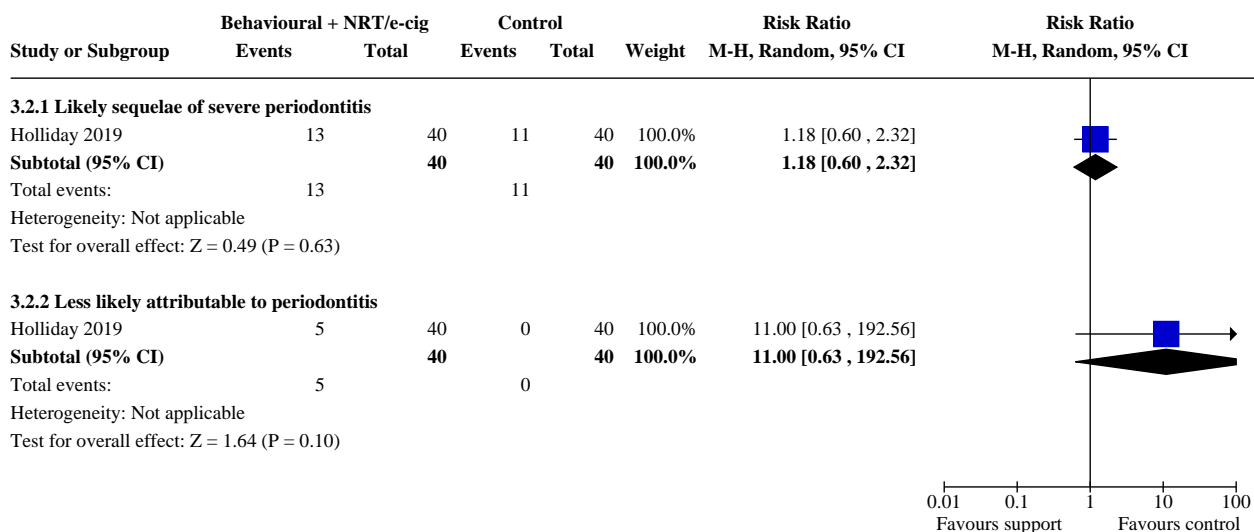 Behavioural + NRT/e-cig Control Risk Ratio Risk Ratio
Study or Subgroup Events Total Events Total Weight M-H, Random, 95% CI M-H, Random, 95% CI
3.2.1 Likely sequelae of severe periodontitis
Holliday 2019 13 40 11 40 100.0% 1.18 [0.60 , 2.32]
Subtotal (95% CI) 40 40 100.0% 1.18 [0.60 , 2.32]
Total events: 13 11
Heterogeneity: Not applicable
Test for overall effect: Z = 0.49 (P = 0.63)
3.2.2 Less likely attributable to periodontitis
Holliday 2019 5 40 0 40 100.0% 11.00 [0.63 , 192.56]
Subtotal (95% CI) 40 40 100.0% 11.00 [0.63 , 192.56]
Total events: 5 0
Heterogeneity: Not applicable
Test for overall effect: Z = 1.64 (P = 0.10)
0.01 0.1 1 10 100
Favours support Favours control